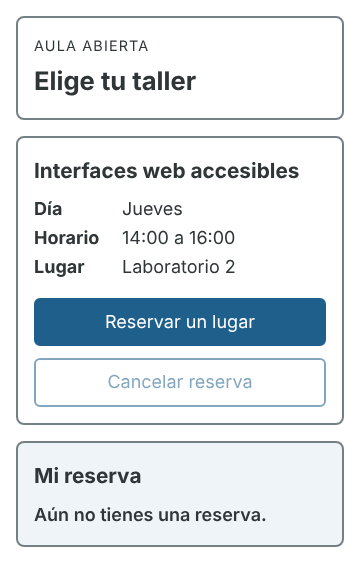 AULA ABIERTA
Elige tu taller
Interfaces web accesibles
Día Jueves
Horario 14:00 a 16:00
Lugar Laboratorio 2
Reservar un lugar
Cancelar reserva
Mi reserva
Aún no tienes una reserva.